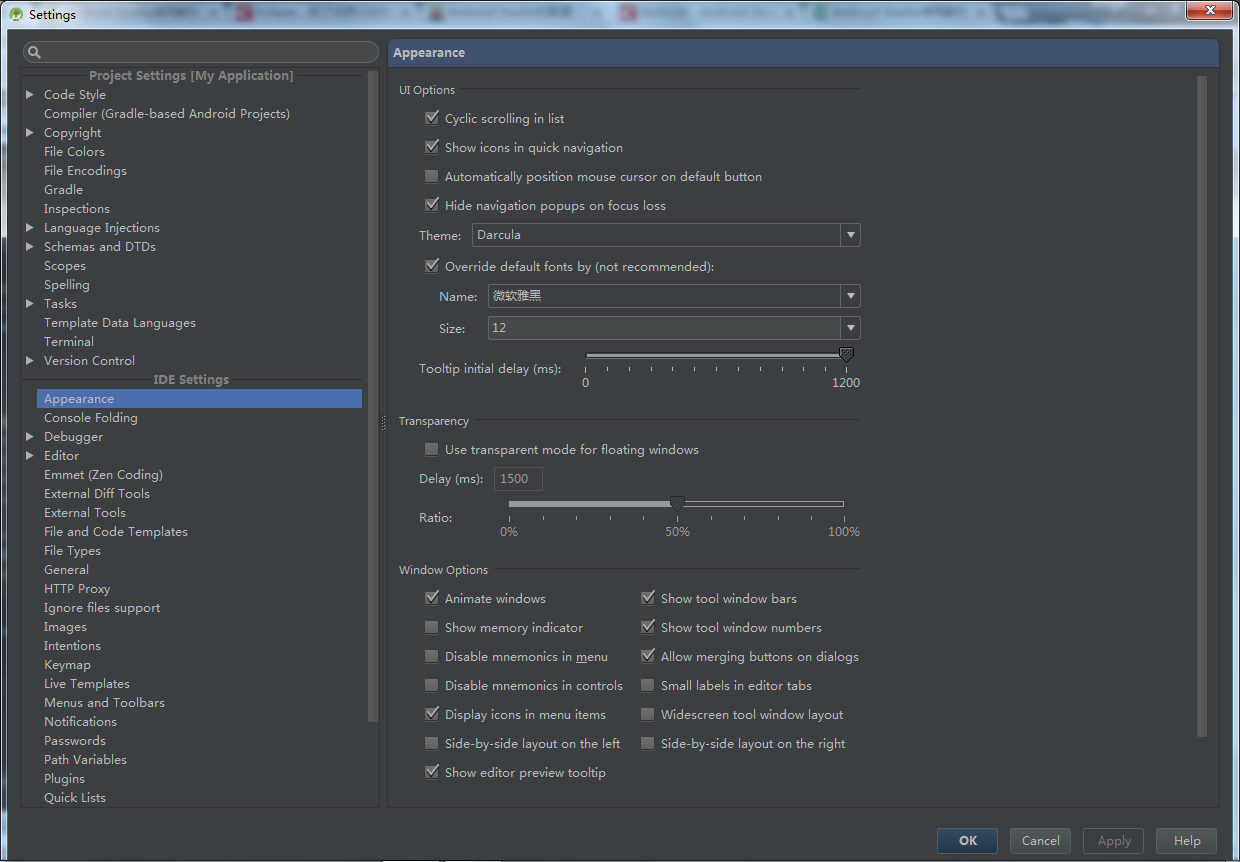 Settings
Project Settings [My Application]
Code Style
Compiler (Gradle-based Android Projects)
Copyright
File Colors
File Encodings
Gradle
Inspections
Language Injections
Schemas and DTDs
Scopes
Spelling
Tasks
Template Data Languages
Terminal
Version Control
IDE Settings
Appearance
Console Folding
Debugger
Editor
Emmet (Zen Coding)
External Diff Tools
External Tools
File and Code Templates
File Types
General
HTTP Proxy
Ignore files support
Images
Intentions
Keymap
Live Templates
Menus and Toolbars
Notifications
Passwords
Path Variables
Plugins
Quick Lists
Appearance
UI Options
Cyclic scrolling in list
Show icons in quick navigation
Automatically position mouse cursor on default button
Hide navigation popups on focus loss
Theme: Darcula
Override default fonts by (not recommended):
Name: 微软雅黑
Size: 12
Tooltip initial delay (ms):
0 1200
Transparency
Use transparent mode for floating windows
Delay (ms): 1500
Ratio:
0% 50% 100%
Window Options
Animate windows Show tool window bars
Show memory indicator Show tool window numbers
Disable mnemonics in menu Allow merging buttons on dialogs
Disable mnemonics in controls Small labels in editor tabs
Display icons in menu items Widescreen tool window layout
Side-by-side layout on the left Side-by-side layout on the right
Show editor preview tooltip
OK Cancel Apply Help